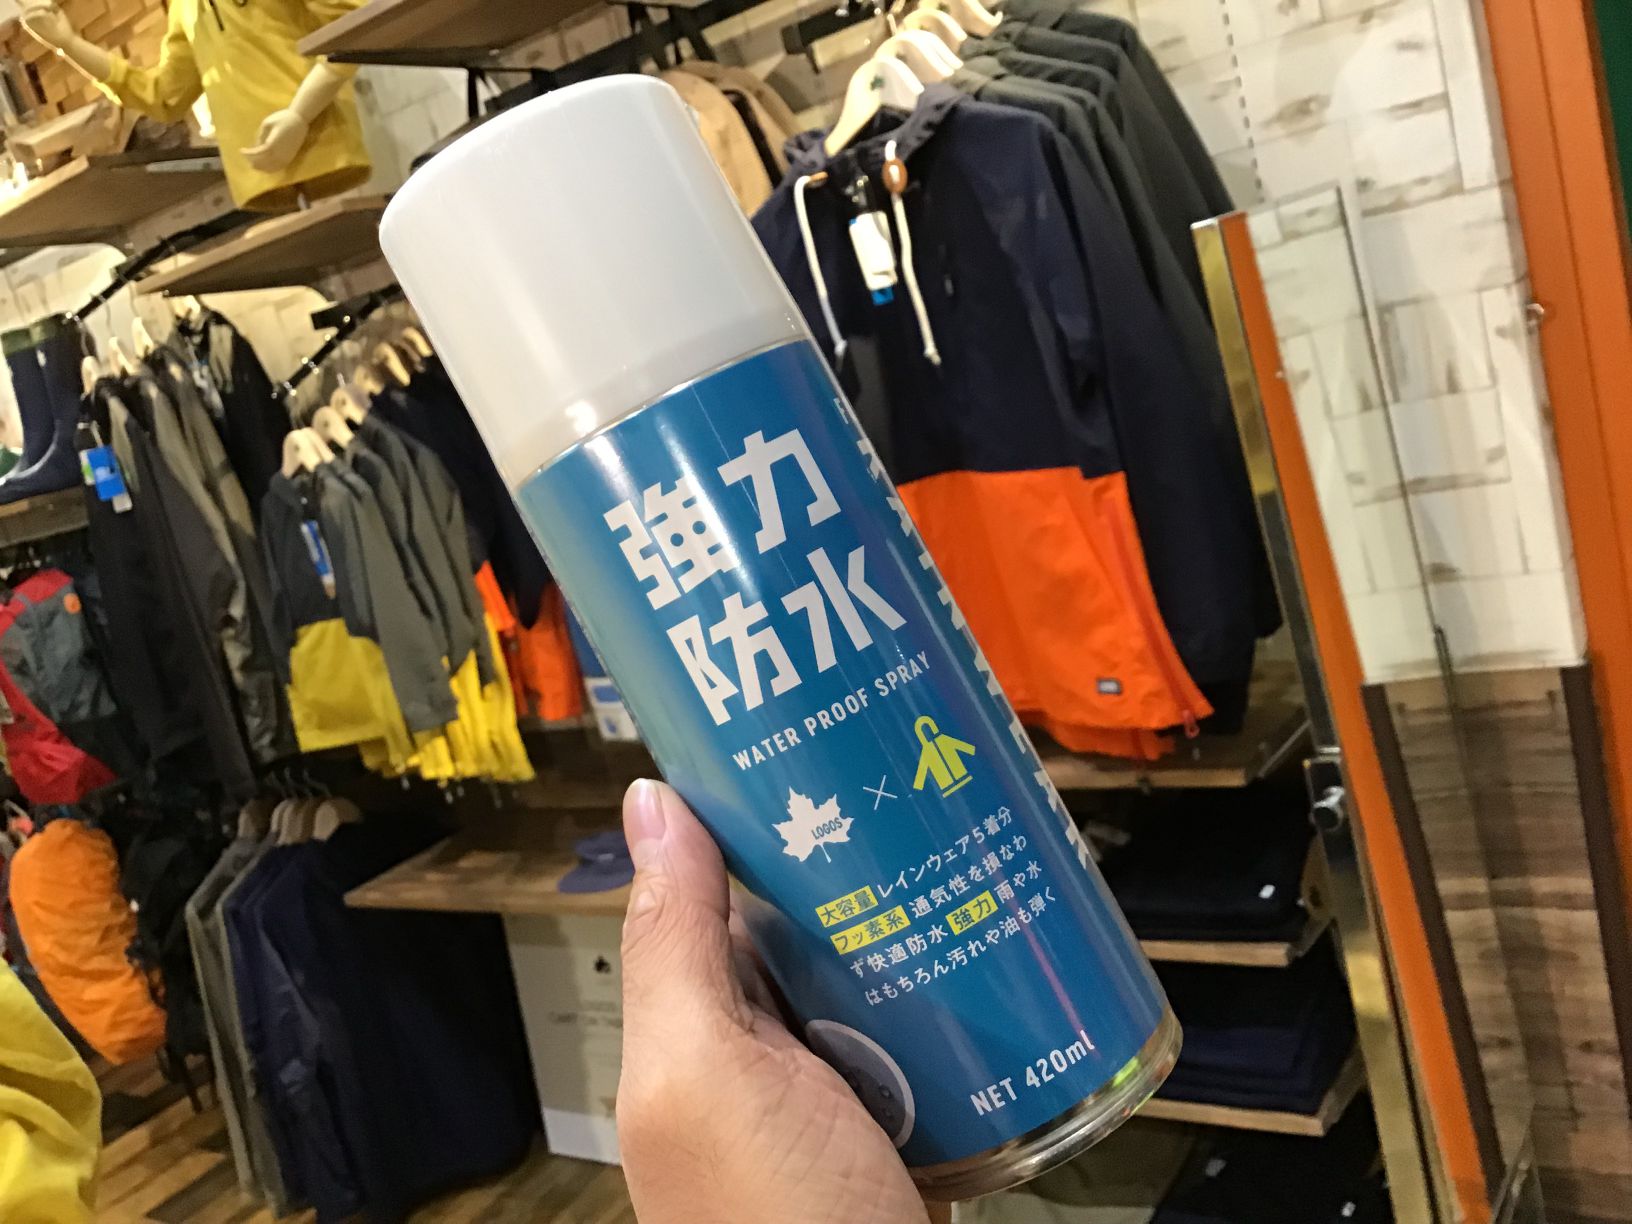 強力
防水
WATER PROOF SPRAY
LOGOS
×
大容量 レインウェア5着分
フッ素系 通気性を損なわ
ず快適防水 強力 雨や水
はもちろん汚れや油も弾く
NET 420ml